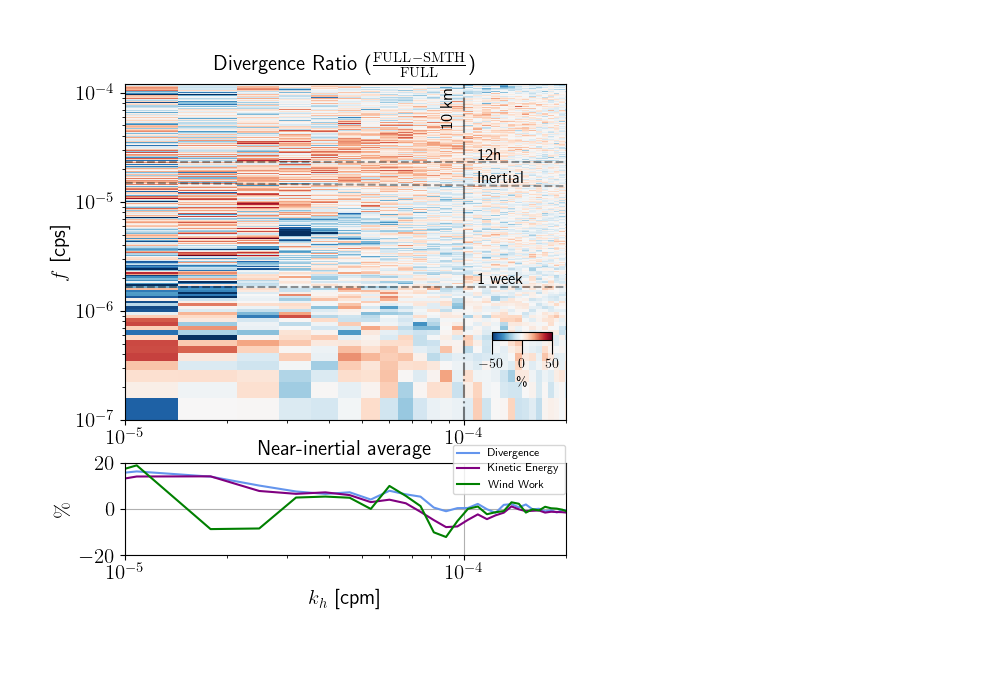 Divergence Ratio (FULL−SMTH/FULL)
10^−4
10 km
12h
Inertial
10^−5
f [cps]
1 week
10^−6
−50 0 50
%
10^−7
10^−5 10^−4
Near-inertial average
20
Divergence
Kinetic Energy
Wind Work
%
0
−20
10^−5 10^−4
k_h [cpm]